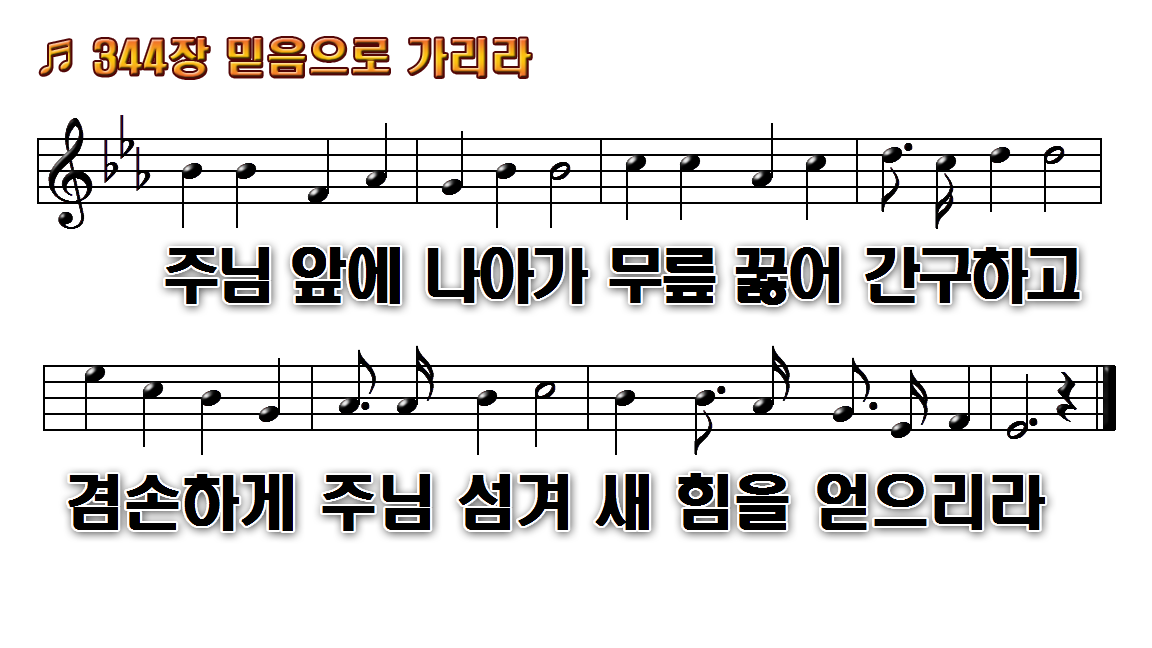 344장 믿음으로 가리라
주님 앞에 나아가 무릎 꿇어 간구하고
겸손하게 주님 섬겨 새 힘을 얻으리라